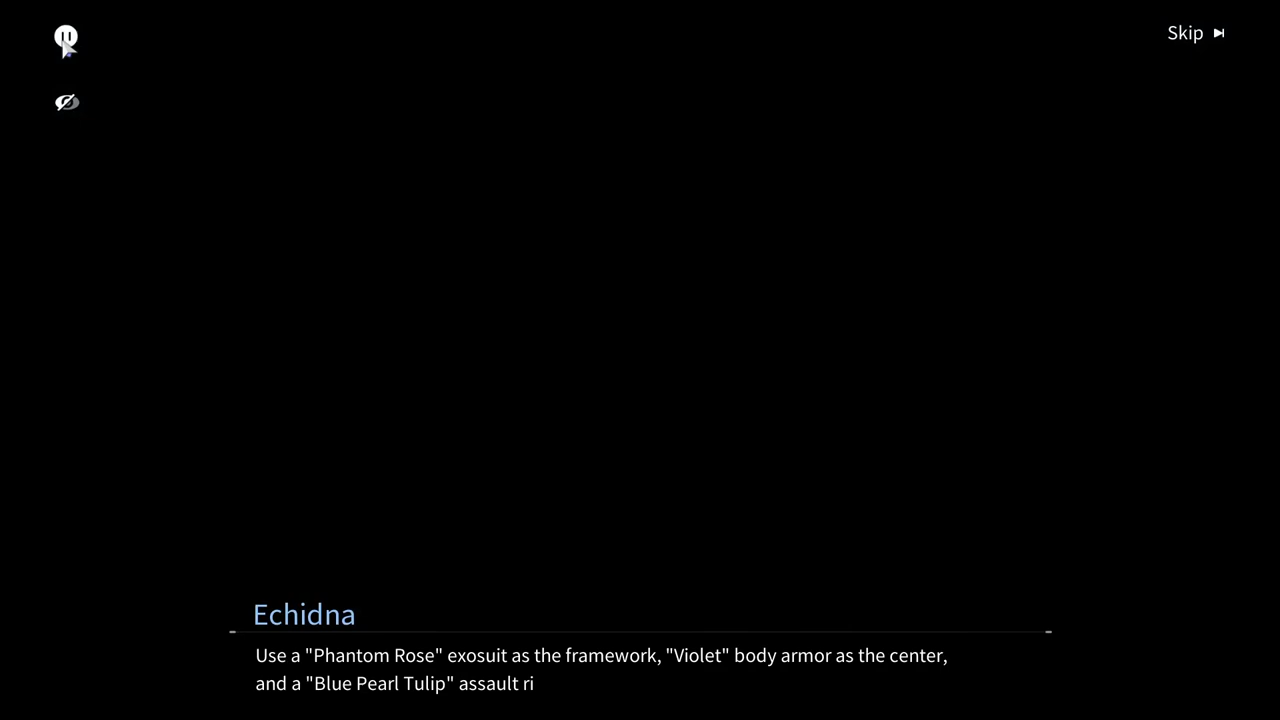 Skip
Echidna
Use a "Phantom Rose" exosuit as the framework, "Violet" body armor as the center,
and a "Blue Pearl Tulip" assault ri